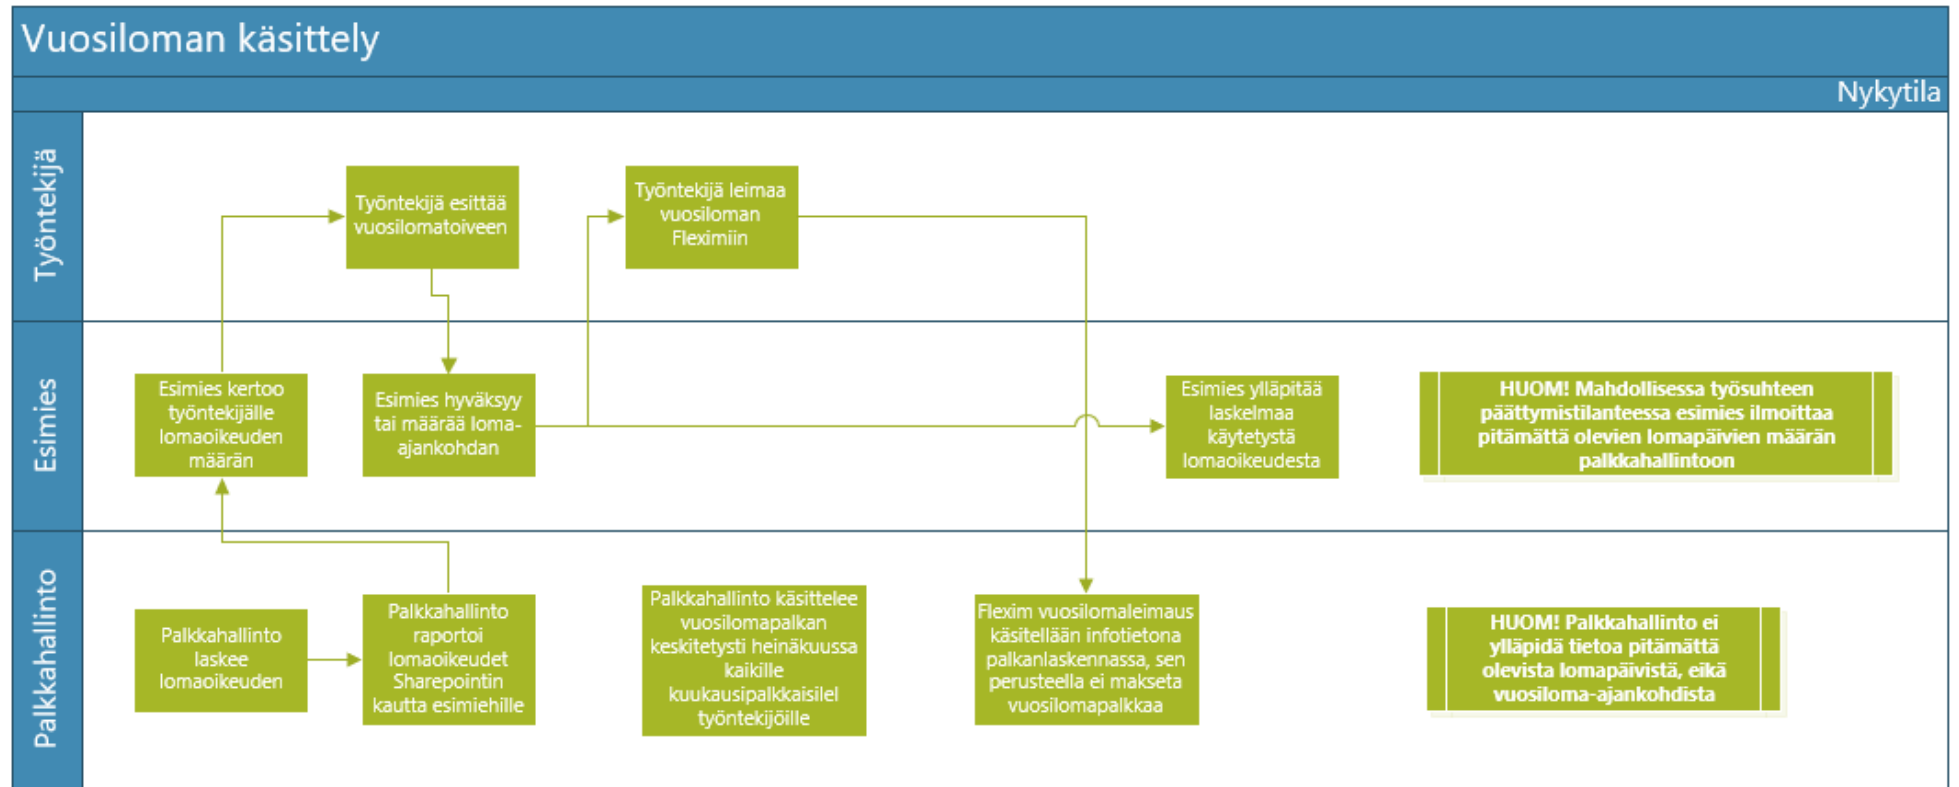 Vuosiloman käsittely
Nykytila
Työntekijä
Työntekijä esittää
vuosilomatoiveen
Työntekijä leimaa
vuosiloman
Fleximiin
Esimies
Esimies kertoo
työntekijälle
lomaoikeuden
määrän
Esimies hyväksyy
tai määrää loma-
ajankohdan
Esimies ylläpitää
laskelmaa
käytetystä
lomaoikeudesta
HUOM! Mahdollisessa työsuhteen
päättymistilanteessa esimies ilmoittaa
pitämättä olevien lomapäivien määrän
palkkahallintoon
Palkkahallinto
Palkkahallinto
laskee
lomaoikeuden
Palkkahallinto
raportoi
lomaoikeudet
Sharepointin
kautta esimiehille
Palkkahallinto käsittelee
vuosilomapalkan
keskitetysti heinäkuussa
kaikille
kuukausipalkkaisilel
työntekijöille
Flexim vuosilomaleimaus
käsitellään infotietona
palkanlaskennassa, sen
perusteella ei makseta
vuosilomapalkkaa
HUOM! Palkkahallinto ei
ylläpidä tietoa pitämättä
olevista lomapäivistä, eikä
vuosiloma-ajankohdista